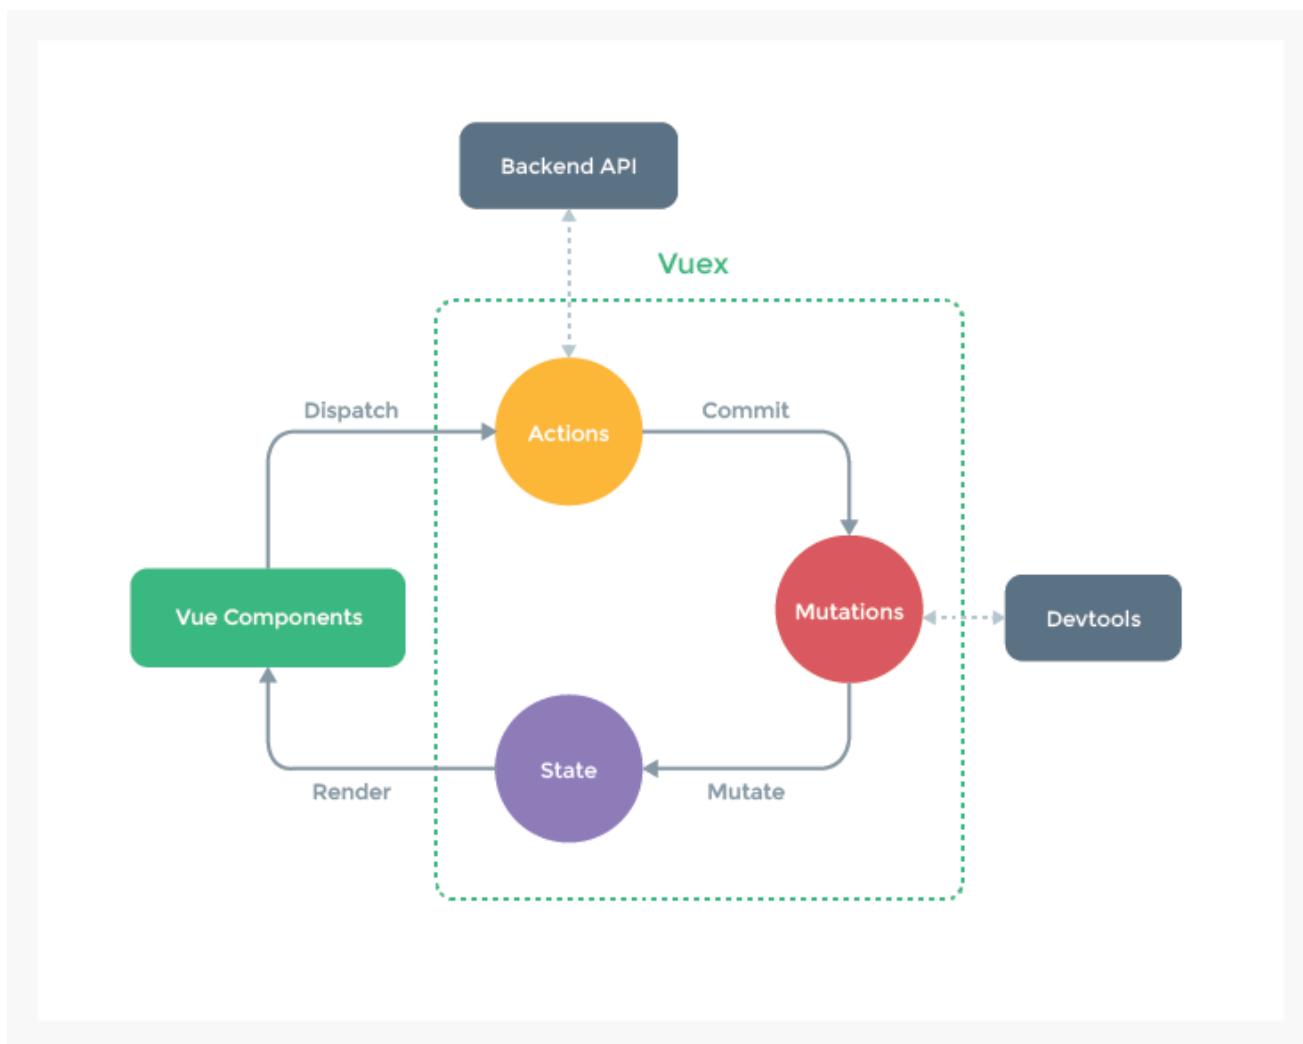 Backend API
Vuex
Dispatch
Actions
Commit
Vue Components
Mutations
Devtools
State
Render
Mutate